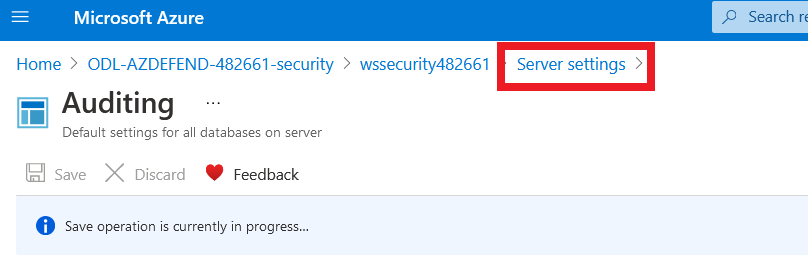 Microsoft Azure
Search re
Home > ODL-AZDEFEND-482661-security > wssecurity482661 Server settings >
Auditing ...
Default settings for all databases on server
Save Discard Feedback
Save operation is currently in progress...